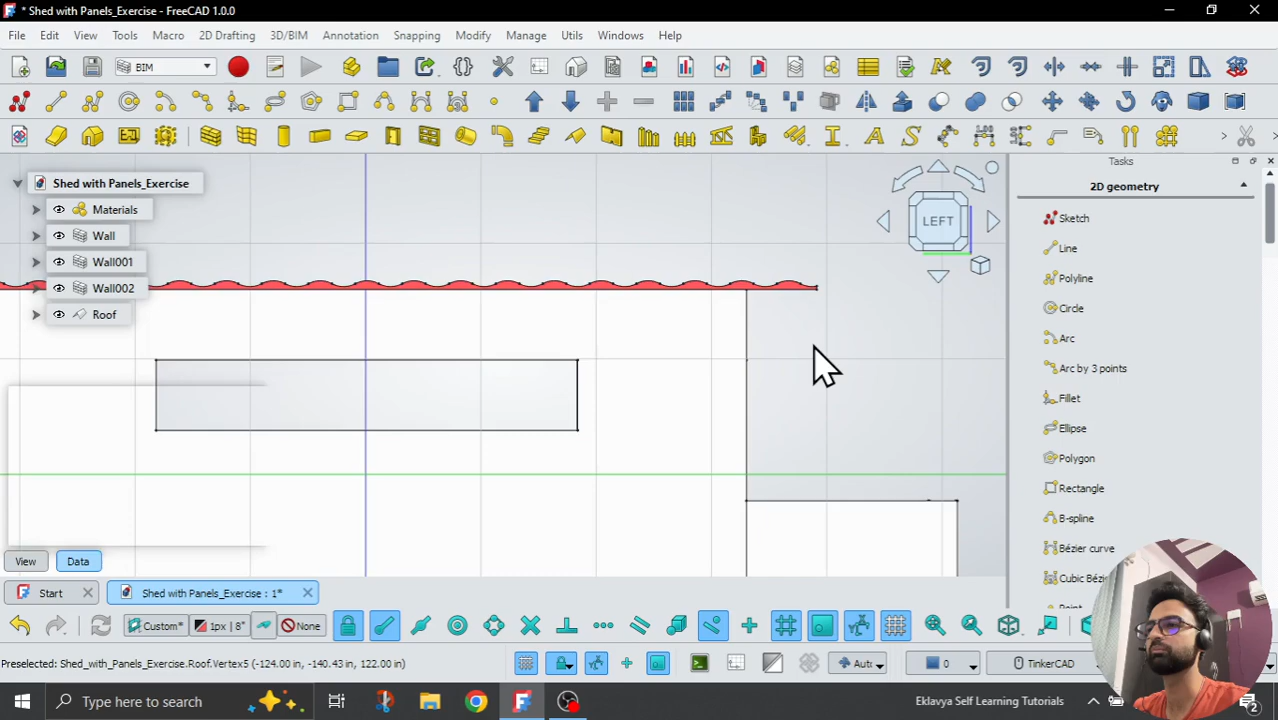 * Shed with Panels_Exercise - FreeCAD 1.0.0
File Edit View Tools Macro 2D Drafting 3D/BIM Annotation Snapping Modify Manage Utils Windows Help
BIM
Tasks
2D geometry
Shed with Panels_Exercise
Materials
Wall
Wall001
Wall002
Roof
LEFT
Sketch
Line
Polyline
Circle
Arc
Arc by 3 points
Fillet
Ellipse
Polygon
Rectangle
B-spline
Bézier curve
Cubic Béz
View Data
Start
Shed with Panels_Exercise : 1*
Custom* 1px | 8" None
Preselected: Shed_with_Panels_Exercise.Roof.Vertex5 (-124.00 in, -140.43 in, 122.00 in)
0
TinkerCAD
Type here to search
Eklavya Self Learning Tutorials
2